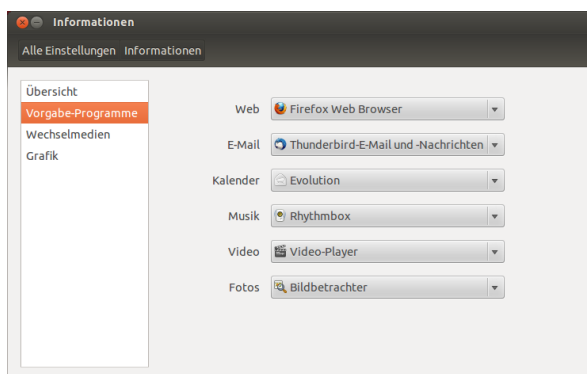 Informationen
Alle Einstellungen Informationen
Übersicht
Vorgabe-Programme
Wechselmedien
Grafik
Web Firefox Web Browser
E-Mail Thunderbird-E-Mail und -Nachrichten
Kalender Evolution
Musik Rhythmbox
Video Video-Player
Fotos Bildbetrachter